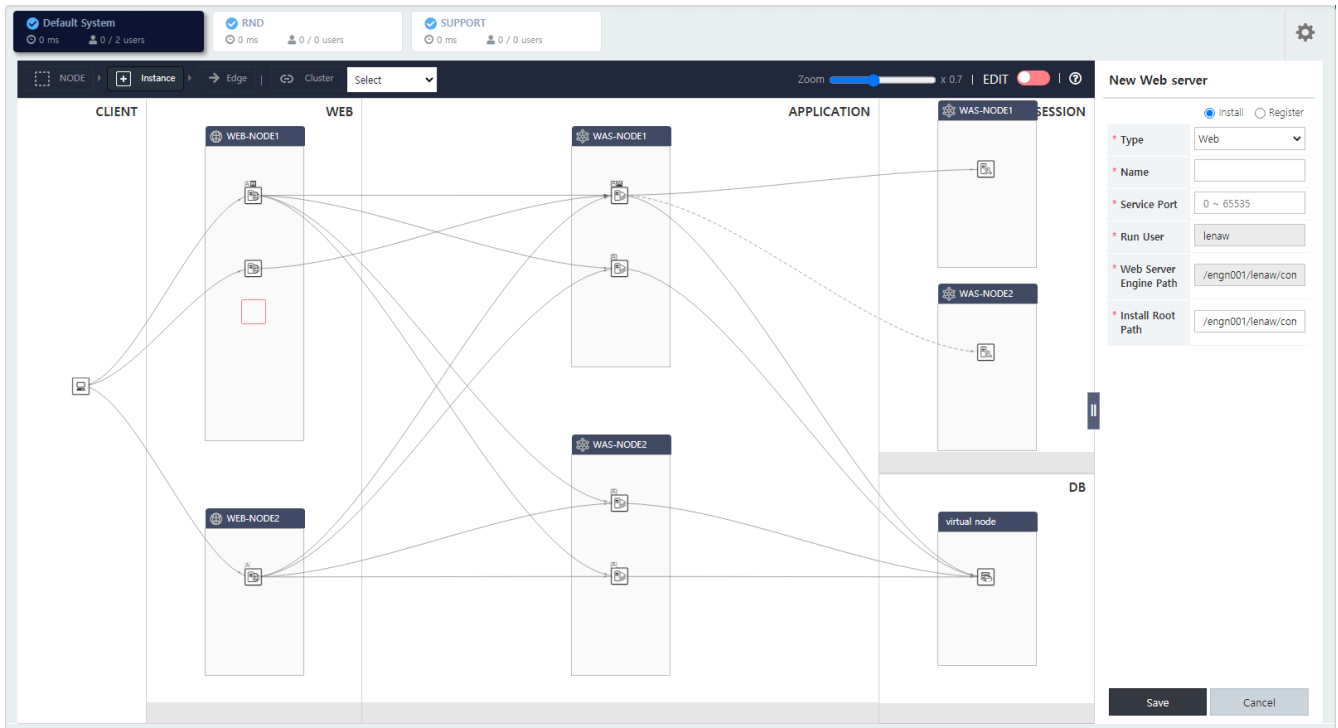 Default System
0 ms 0 / 2 users
RND
0 ms 0 / 0 users
SUPPORT
0 ms 0 / 0 users
NODE Instance Edge | Cluster Select Zoom x 0.7 | EDIT |
CLIENT WEB APPLICATION SESSION
WEB-NODE1
WAS-NODE1
WAS-NODE1
WAS-NODE2
WAS-NODE2
WEB-NODE2
DB
virtual node
New Web server
Install Register
* Type Web
* Name
* Service Port 0 ~ 65535
* Run User lenaw
* Web Server
Engine Path /engn001/lenaw/con
* Install Root
Path /engn001/lenaw/con
Save Cancel